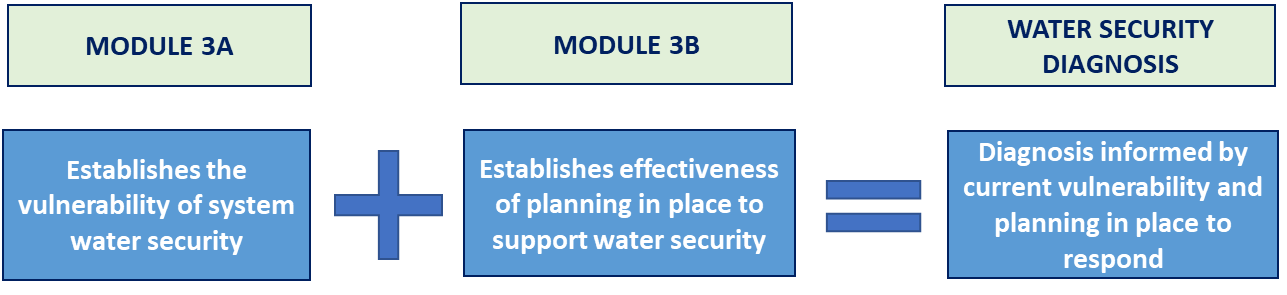 MODULE 3A
MODULE 3B
WATER SECURITY
DIAGNOSIS
Establishes the
vulnerability of system
water security
Establishes effectiveness
of planning in place to
support water security
Diagnosis informed by
current vulnerability and
planning in place to
respond